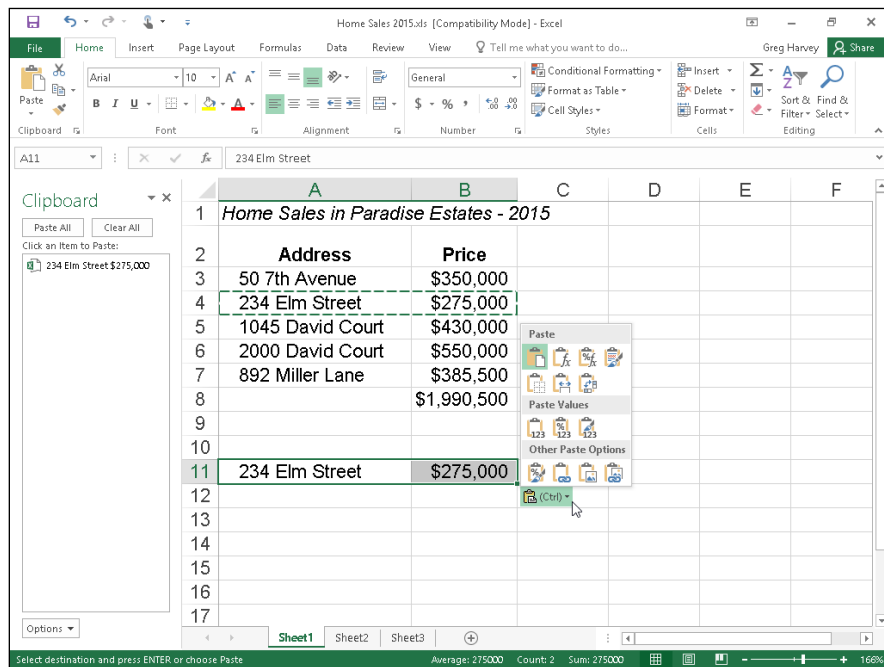 Home Sales 2015.xls [Compatibility Mode] - Excel
File Home Insert Page Layout Formulas Data Review View Tell me what you want to do... Greg Harvey Share
Arial 10 A A General Conditional Formatting Insert
Paste B I U A $ % , .00 .0 Format as Table Delete Sort & Find &
Cell Styles Format Filter Select
Clipboard Font Alignment Number Styles Cells Editing
A11 fx 234 Elm Street
Clipboard
Paste All Clear All
Click an Item to Paste:
234 Elm Street $275,000
A B C D E F
1 Home Sales in Paradise Estates - 2015
2 Address Price
3 50 7th Avenue $350,000
4 234 Elm Street $275,000
5 1045 David Court $430,000
6 2000 David Court $550,000
7 892 Miller Lane $385,500
8 $1,990,500
9
10
11 234 Elm Street $275,000
12
13
14
15
16
17
Paste
fx %fx
Paste Values
123 % 123 123
Other Paste Options
(Ctrl)
Options
Sheet1 Sheet2 Sheet3
Select destination and press ENTER or choose Paste Average: 275000 Count: 2 Sum: 275000 166%